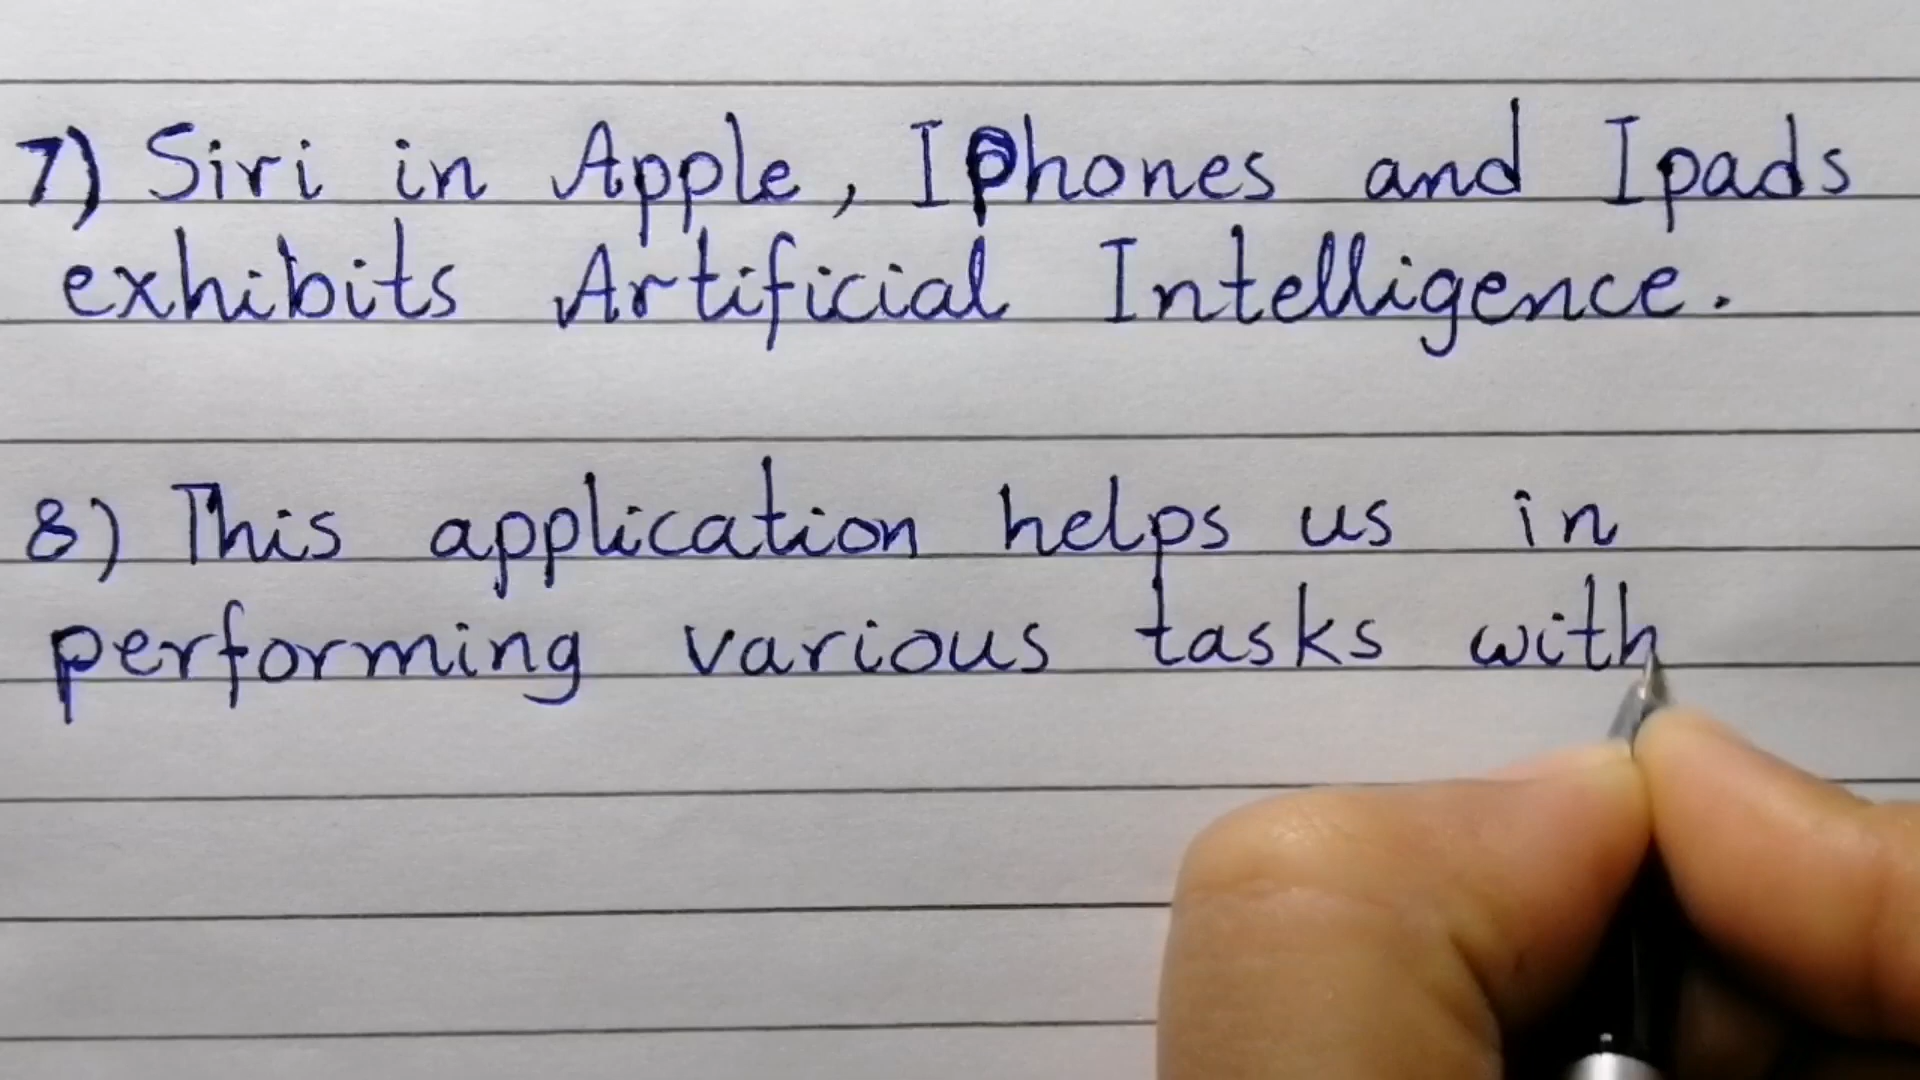 7) Siri in Apple, IPhones and Ipads
exhibits Artificial Intelligence.
8) This application helps us in
performing various tasks with